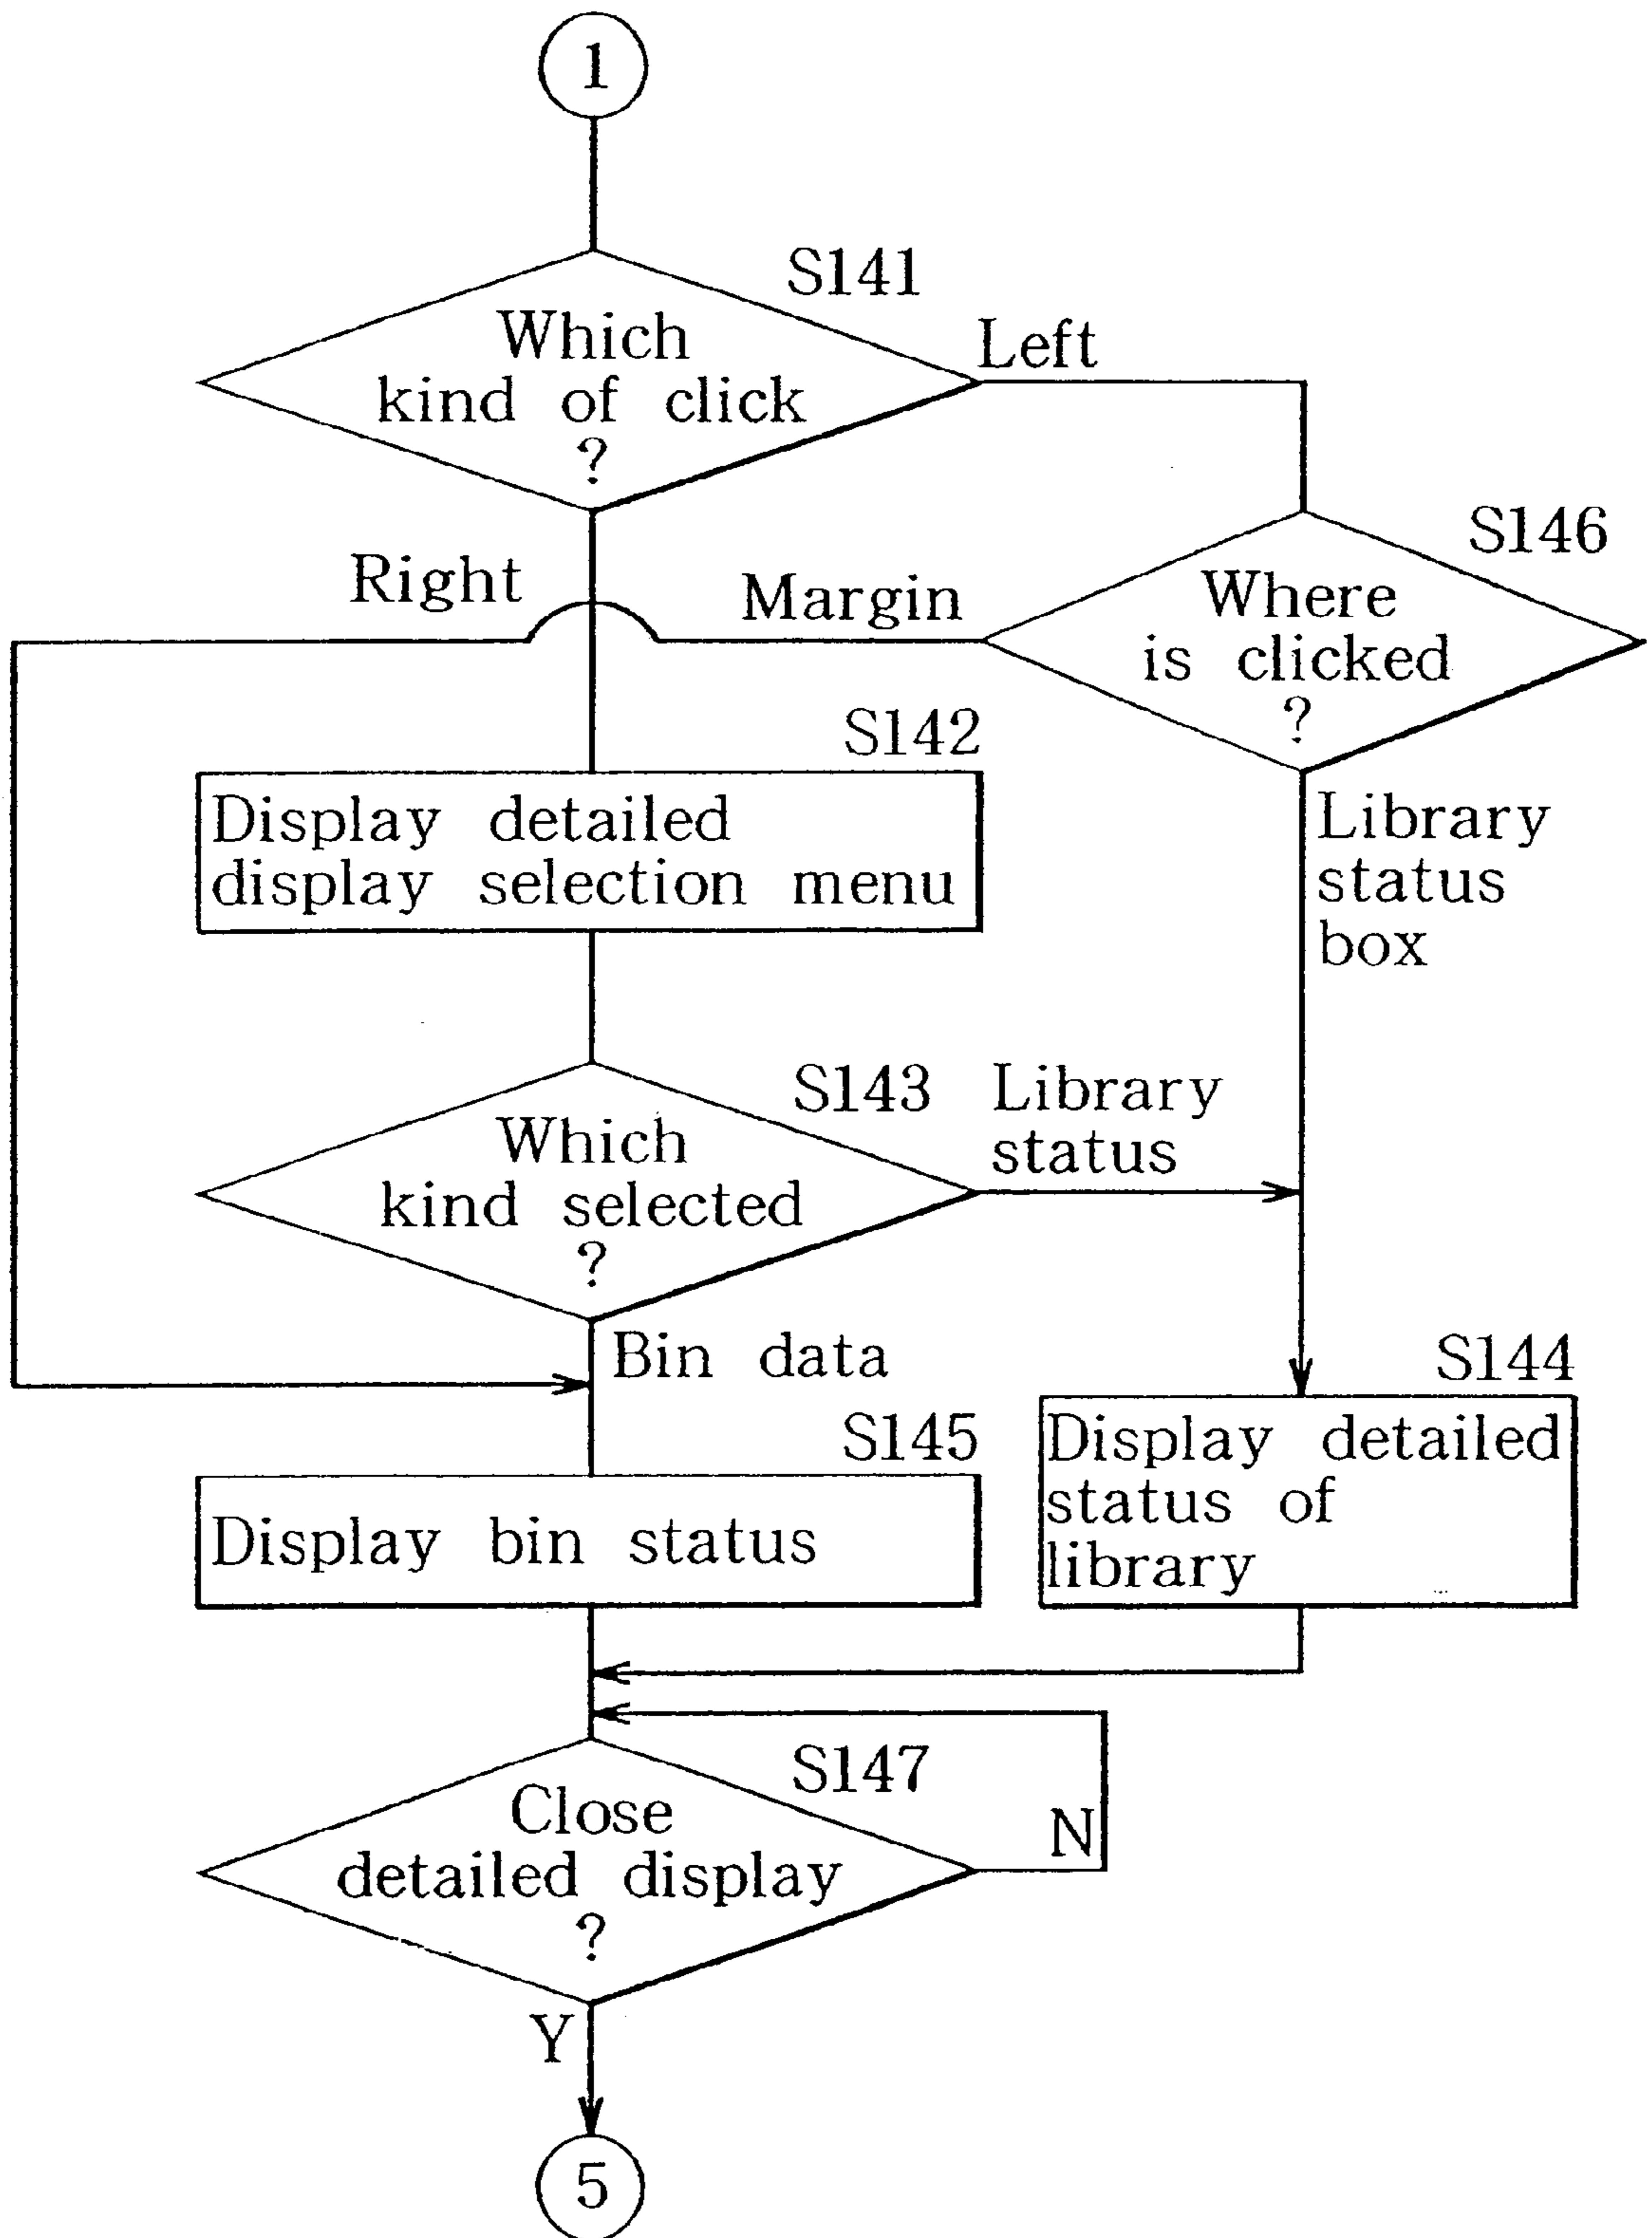 1
S141
Which
kind of click
?
Left
Right
Margin
S146
Where
is clicked
?
S142
Display detailed
display selection menu
Library
status
box
S143
Which
kind selected
?
Library
status
Bin data
S144
Display detailed
status of
library
S145
Display bin status
S147
Close
detailed display
?
N
Y
5